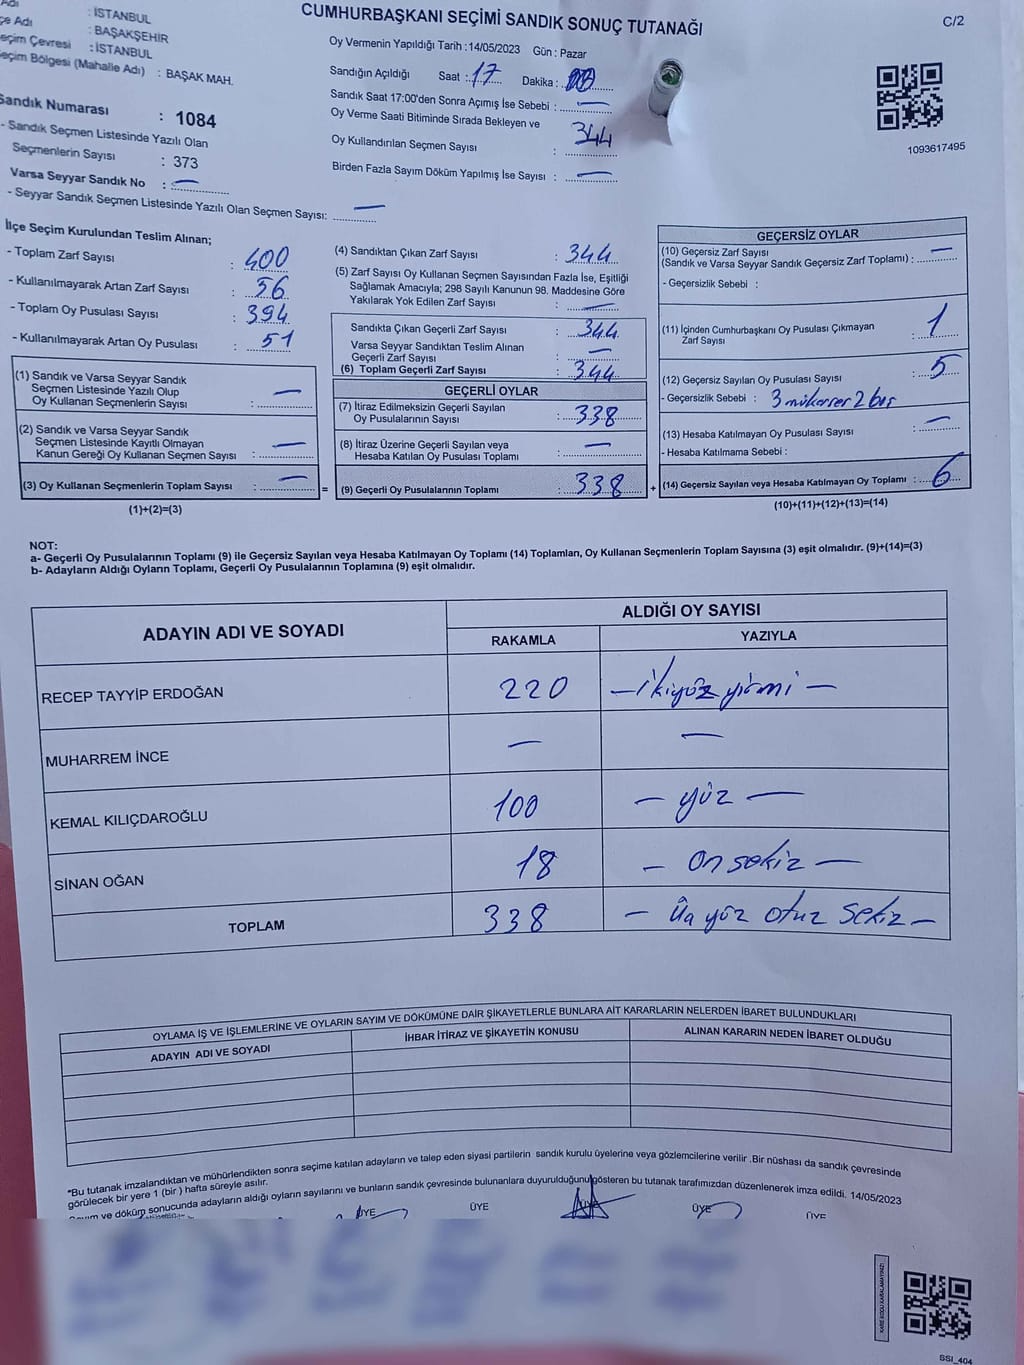 CUMHURBAŞKANI SEÇİMİ SANDIK SONUÇ TUTANAĞI
C/2
Adı : İSTANBUL
çe Adı : BAŞAKŞEHİR
eçim Çevresi : İSTANBUL
eçim Bölgesi (Mahalle Adı) : BAŞAK MAH.
Sandık Numarası : 1084
- Sandık Seçmen Listesinde Yazılı Olan
Seçmenlerin Sayısı : 373
Varsa Seyyar Sandık No : —
- Seyyar Sandık Seçmen Listesinde Yazılı Olan Seçmen Sayısı: —
Oy Vermenin Yapıldığı Tarih :14/05/2023 Gün : Pazar
Sandığın Açıldığı Saat : 17 Dakika : 00
Sandık Saat 17:00'den Sonra Açımış İse Sebebi : —
Oy Verme Saati Bitiminde Sırada Bekleyen ve
Oy Kullandırılan Seçmen Sayısı : 344
Birden Fazla Sayım Döküm Yapılmış İse Sayısı : —
1093617495
İlçe Seçim Kurulundan Teslim Alınan;
- Toplam Zarf Sayısı : 400
- Kullanılmayarak Artan Zarf Sayısı : 56
- Toplam Oy Pusulası Sayısı : 394
- Kullanılmayarak Artan Oy Pusulası : 51
(1) Sandık ve Varsa Seyyar Sandık
Seçmen Listesinde Yazılı Olup
Oy Kullanan Seçmenlerin Sayısı : —
(2) Sandık ve Varsa Seyyar Sandık
Seçmen Listesinde Kayıtlı Olmayan
Kanun Gereği Oy Kullanan Seçmen Sayısı : —
(3) Oy Kullanan Seçmenlerin Toplam Sayısı : —
(1)+(2)=(3)
=
(4) Sandıktan Çıkan Zarf Sayısı : 344
(5) Zarf Sayısı Oy Kullanan Seçmen Sayısından Fazla İse, Eşitliği
Sağlamak Amacıyla; 298 Sayılı Kanunun 98. Maddesine Göre
Yakılarak Yok Edilen Zarf Sayısı : —
Sandıkta Çıkan Geçerli Zarf Sayısı : 344
Varsa Seyyar Sandıktan Teslim Alınan
Geçerli Zarf Sayısı : —
(6) Toplam Geçerli Zarf Sayısı : 344
GEÇERLİ OYLAR
(7) İtiraz Edilmeksizin Geçerli Sayılan
Oy Pusulalarının Sayısı : 338
(8) İtiraz Üzerine Geçerli Sayılan veya
Hesaba Katılan Oy Pusulası Toplamı : —
(9) Geçerli Oy Pusulalarının Toplamı : 338
+
GEÇERSİZ OYLAR
(10) Geçersiz Zarf Sayısı
(Sandık ve Varsa Seyyar Sandık Geçersiz Zarf Toplamı) : —
- Geçersizlik Sebebi :
(11) İçinden Cumhurbaşkanı Oy Pusulası Çıkmayan
Zarf Sayısı : 1
(12) Geçersiz Sayılan Oy Pusulası Sayısı : 5
- Geçersizlik Sebebi : 3 mükerrer 2 boş
(13) Hesaba Katılmayan Oy Pusulası Sayısı : —
- Hesaba Katılmama Sebebi :
(14) Geçersiz Sayılan veya Hesaba Katılmayan Oy Toplamı : 6
(10)+(11)+(12)+(13)=(14)
NOT:
a- Geçerli Oy Pusulalarının Toplamı (9) ile Geçersiz Sayılan veya Hesaba Katılmayan Oy Toplamı (14) Toplamları, Oy Kullanan Seçmenlerin Toplam Sayısına (3) eşit olmalıdır. (9)+(14)=(3)
b- Adayların Aldığı Oyların Toplamı, Geçerli Oy Pusulalarının Toplamına (9) eşit olmalıdır.
ADAYIN ADI VE SOYADI
ALDIĞI OY SAYISI
RAKAMLA YAZIYLA
RECEP TAYYİP ERDOĞAN 220 — ikiyüz yirmi —
MUHARREM İNCE — —
KEMAL KILIÇDAROĞLU 100 — yüz —
SİNAN OĞAN 18 — on sekiz —
TOPLAM 338 — Üç yüz otuz sekiz —
OYLAMA İŞ VE İŞLEMLERİNE VE OYLARIN SAYIM VE DÖKÜMÜNE DAİR ŞİKAYETLERLE BUNLARA AİT KARARLARIN NELERDEN İBARET BULUNDUKLARI
ADAYIN ADI VE SOYADI İHBAR İTİRAZ VE ŞİKAYETİN KONUSU ALINAN KARARIN NEDEN İBARET OLDUĞU
*Bu tutanak imzalandıktan ve mühürlendikten sonra seçime katılan adayların ve talep eden siyasi partilerin sandık kurulu üyelerine veya gözlemcilerine verilir .Bir nüshası da sandık çevresinde
görülecek bir yere 1 (bir ) hafta süreyle asılır.
Sayım ve döküm sonucunda adayların aldığı oyların sayılarını ve bunların sandık çevresinde bulunanlara duyurulduğunu gösteren bu tutanak tarafımızdan düzenlenerek imza edildi. 14/05/2023
ÜYE ÜYE ÜYE ÜYE ÜYE
SSI_404